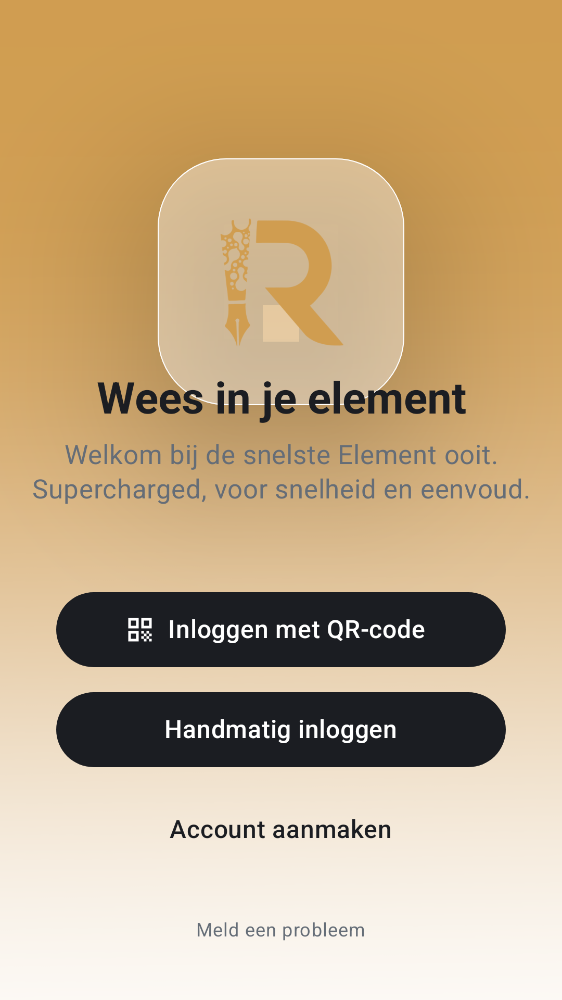 R
Wees in je element
Welkom bij de snelste Element ooit.
Supercharged, voor snelheid en eenvoud.
Inloggen met QR-code
Handmatig inloggen
Account aanmaken
Meld een probleem